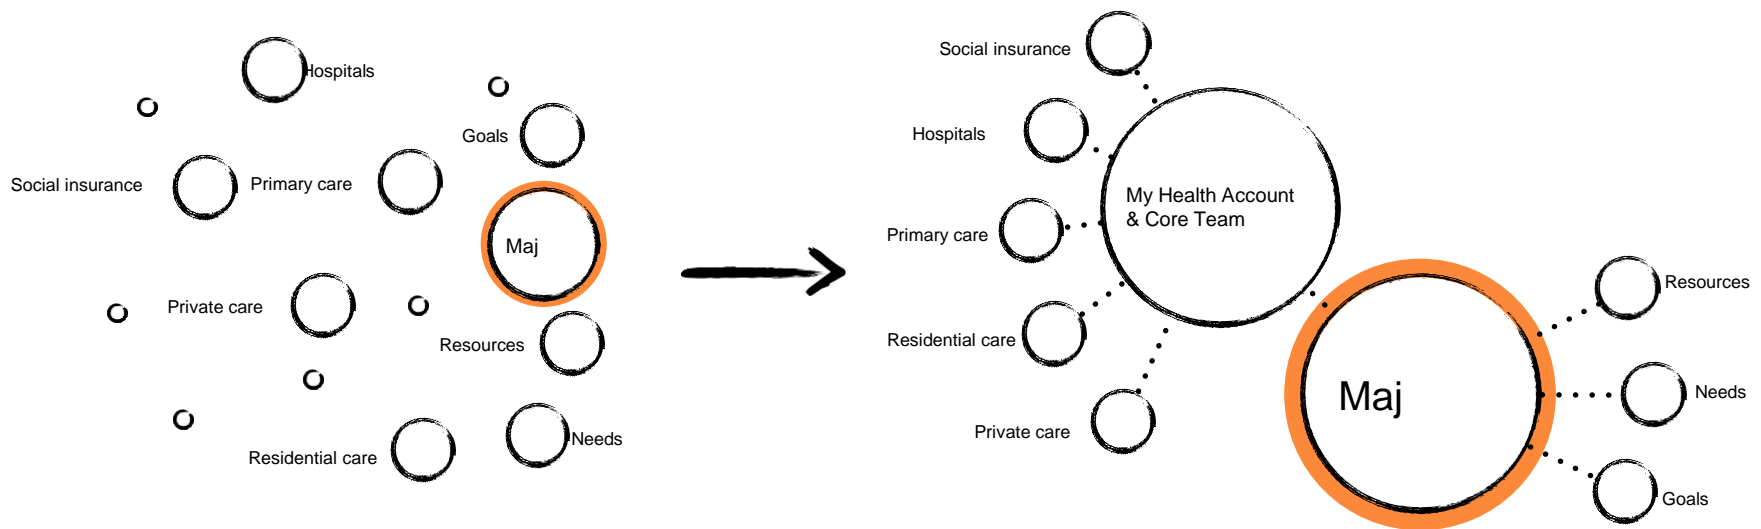 Hospitals
Goals
Social insurance
Primary care
Maj
Private care
Resources
Needs
Residential care
Social insurance
Hospitals
My Health Account
& Core Team
Primary care
Residential care
Private care
Maj
Resources
Needs
Goals